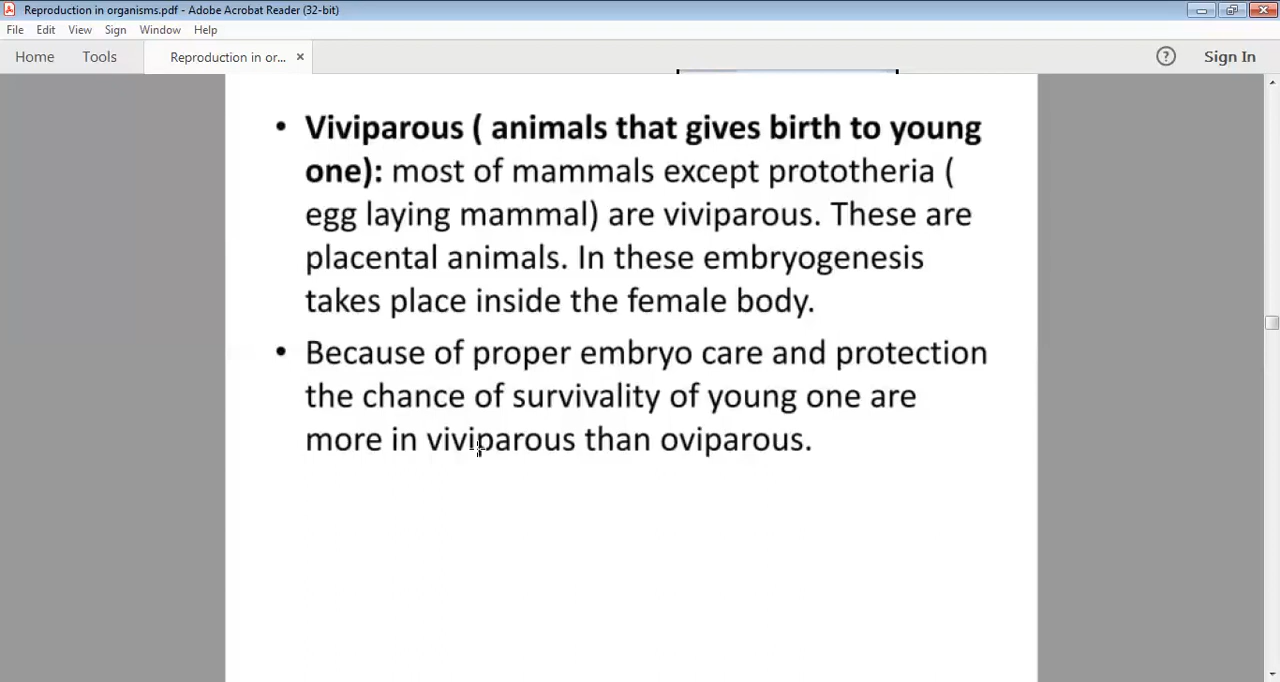 Reproduction in organisms.pdf - Adobe Acrobat Reader (32-bit)
File Edit View Sign Window Help
Home Tools Reproduction in or... × ? Sign In
• Viviparous ( animals that gives birth to young
one): most of mammals except prototheria (
egg laying mammal) are viviparous. These are
placental animals. In these embryogenesis
takes place inside the female body.
• Because of proper embryo care and protection
the chance of survivality of young one are
more in viviparous than oviparous.